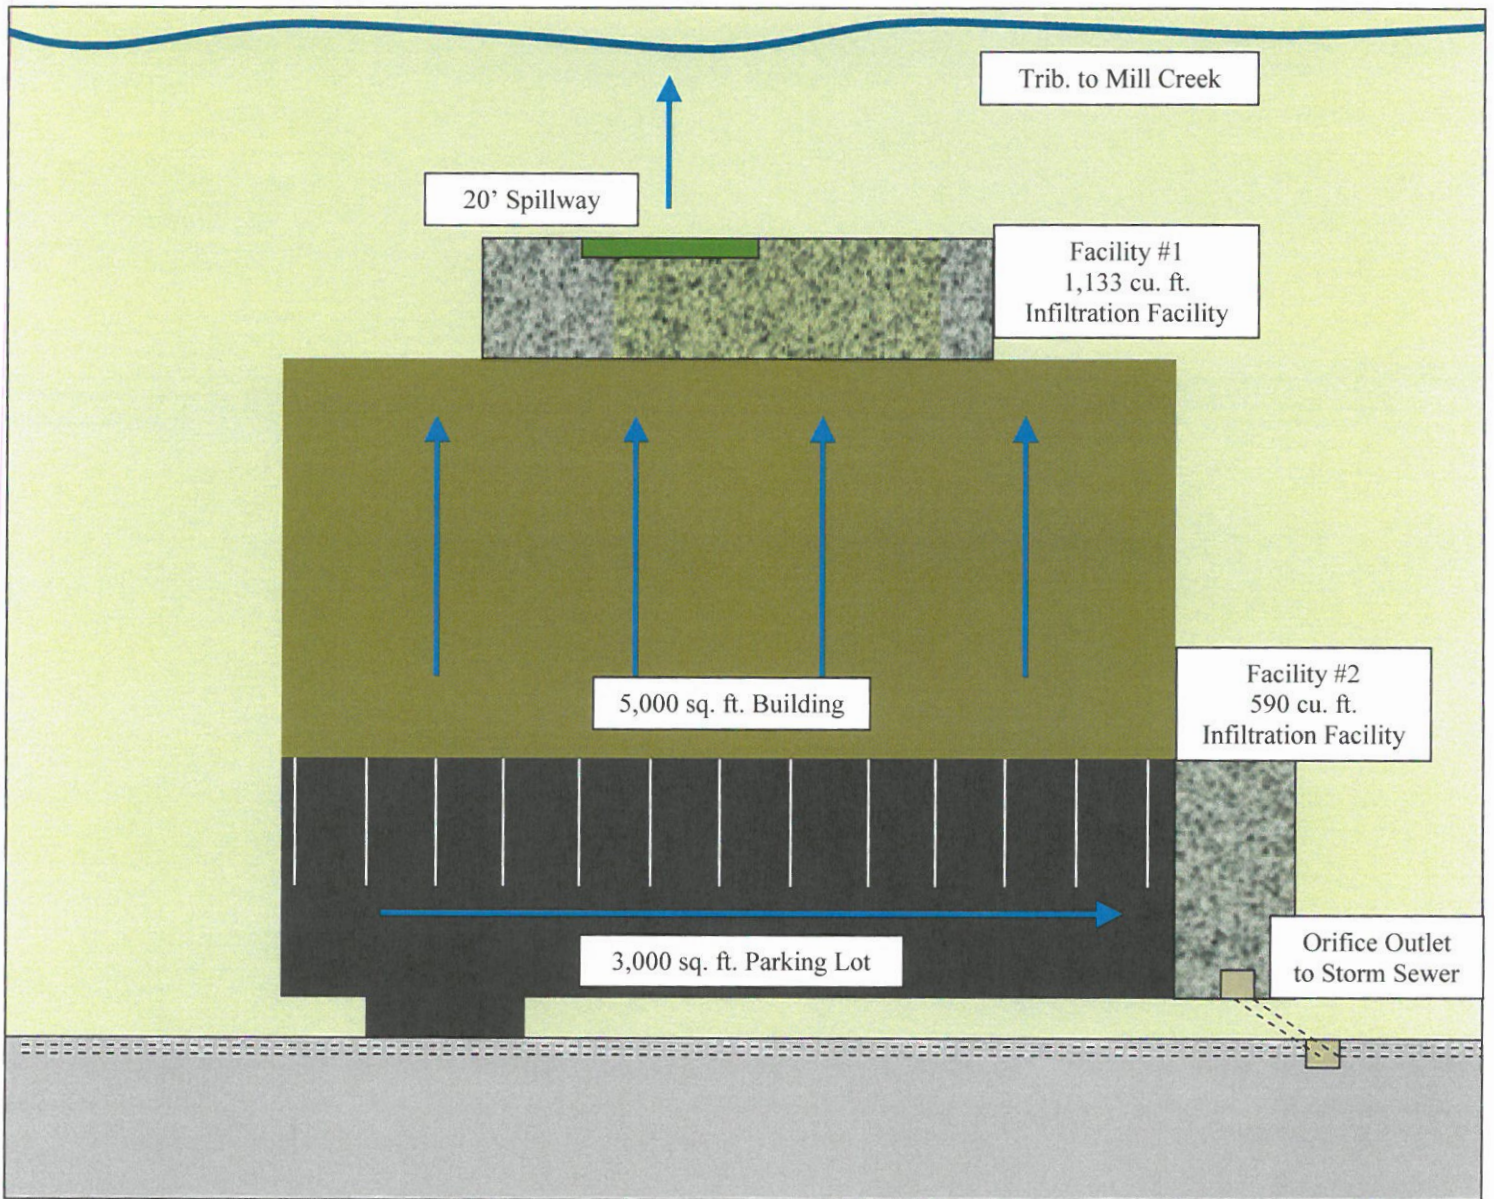 Trib. to Mill Creek
20’ Spillway
Facility #1
1,133 cu. ft.
Infiltration Facility
5,000 sq. ft. Building
Facility #2
590 cu. ft.
Infiltration Facility
3,000 sq. ft. Parking Lot
Orifice Outlet
to Storm Sewer